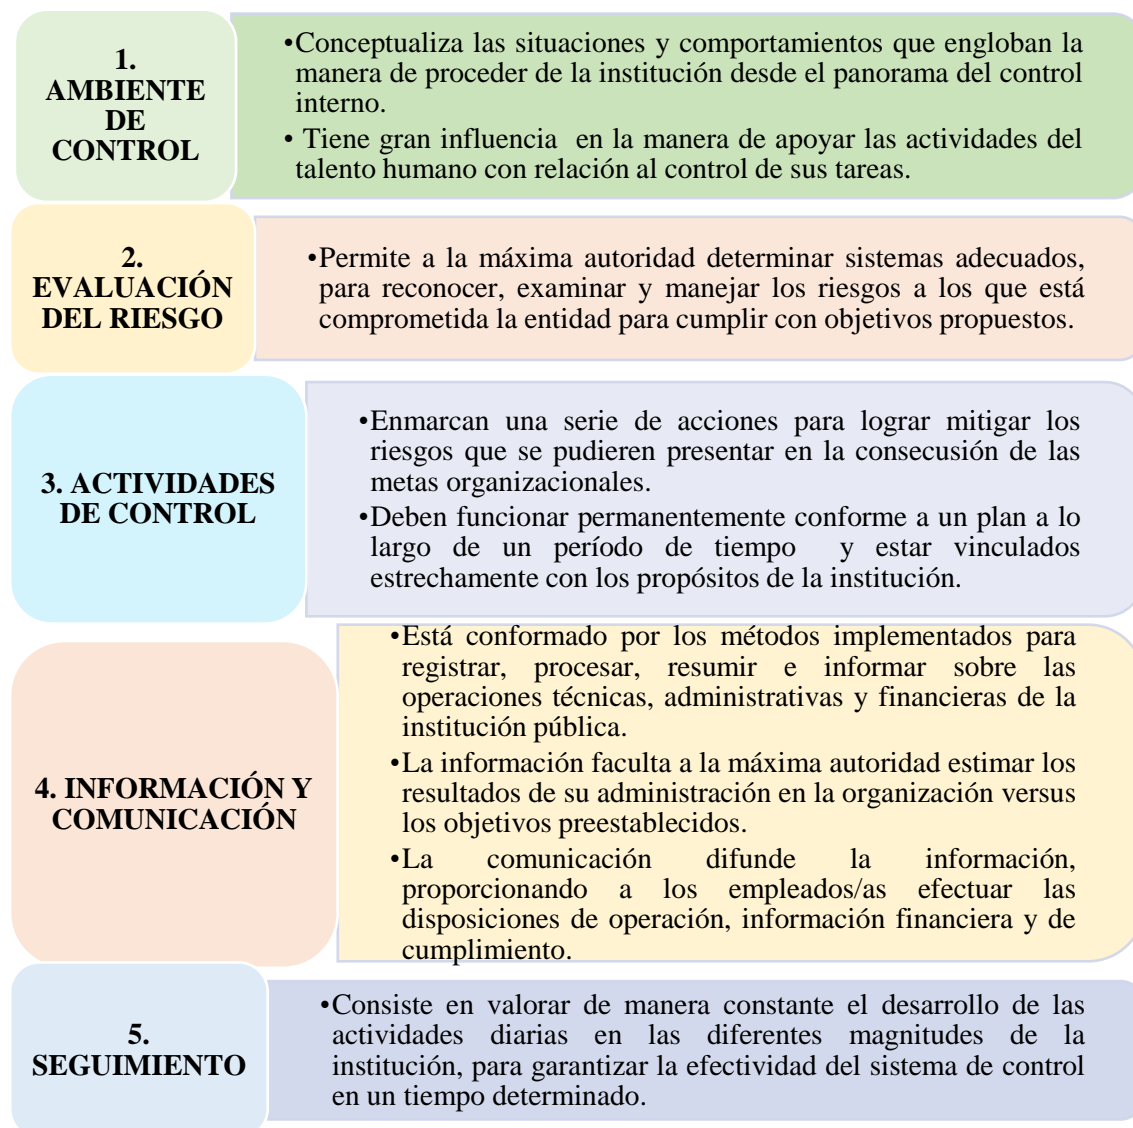 1.
AMBIENTE
DE
CONTROL
•Conceptualiza las situaciones y comportamientos que engloban la
manera de proceder de la institución desde el panorama del control
interno.
• Tiene gran influencia en la manera de apoyar las actividades del
talento humano con relación al control de sus tareas.
2.
EVALUACIÓN
DEL RIESGO
•Permite a la máxima autoridad determinar sistemas adecuados,
para reconocer, examinar y manejar los riesgos a los que está
comprometida la entidad para cumplir con objetivos propuestos.
3. ACTIVIDADES
DE CONTROL
•Enmarcan una serie de acciones para lograr mitigar los
riesgos que se pudieren presentar en la consecusión de las
metas organizacionales.
•Deben funcionar permanentemente conforme a un plan a lo
largo de un período de tiempo y estar vinculados
estrechamente con los propósitos de la institución.
4. INFORMACIÓN Y
COMUNICACIÓN
•Está conformado por los métodos implementados para
registrar, procesar, resumir e informar sobre las
operaciones técnicas, administrativas y financieras de la
institución pública.
•La información faculta a la máxima autoridad estimar los
resultados de su administración en la organización versus
los objetivos preestablecidos.
•La comunicación difunde la información,
proporcionando a los empleados/as efectuar las
disposiciones de operación, información financiera y de
cumplimiento.
5.
SEGUIMIENTO
•Consiste en valorar de manera constante el desarrollo de las
actividades diarias en las diferentes magnitudes de la
institución, para garantizar la efectividad del sistema de control
en un tiempo determinado.